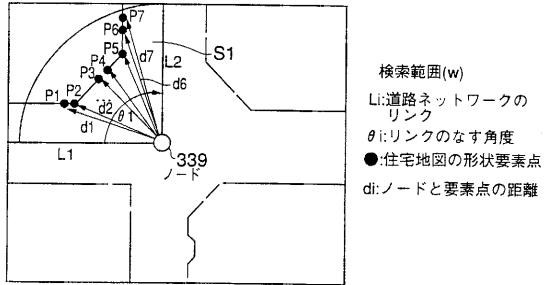 P7
P6
P5
P4
P3
P1 P2
d7
S1
L2
d6
d2
d1
θ1
L1
339
ノード
検索範囲(w)
Li:道路ネットワークの
リンク
θi:リンクのなす角度
●:住宅地図の形状要素点
di:ノードと要素点の距離